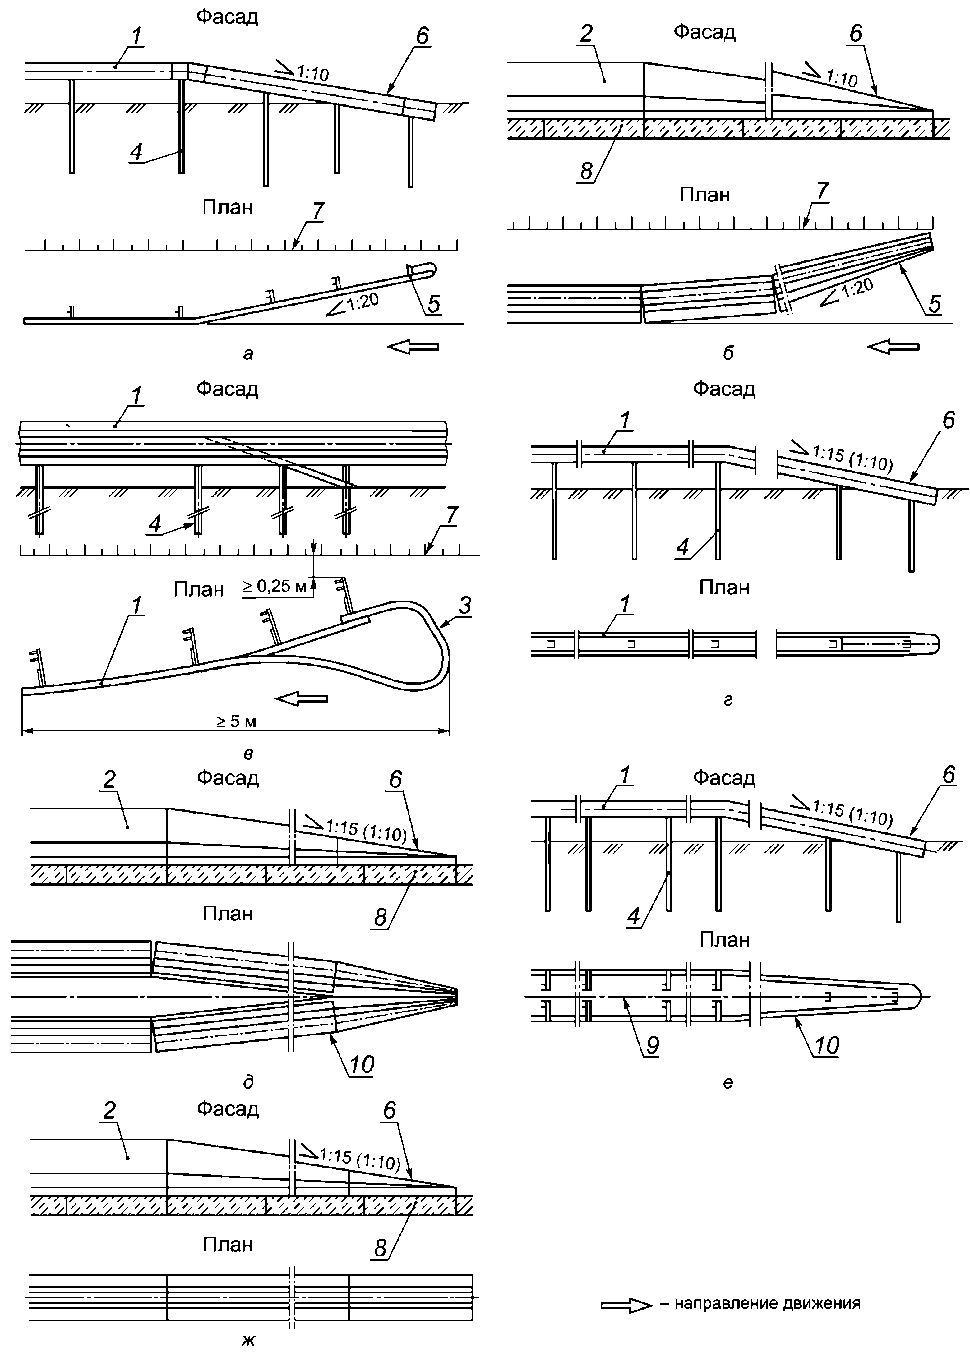 Фасад
1
6
1:10
4
План
7
5
1:20
а
Фасад
2
6
1:10
8
План
7
5
1:20
б
Фасад
1
4
7
План
≥ 0,25 м
1
3
≥ 5 м
в
Фасад
1
6
1:15 (1:10)
4
План
1
г
Фасад
2
6
1:15 (1:10)
8
План
10
д
Фасад
1
6
1:15 (1:10)
4
План
9
10
е
Фасад
2
6
1:15 (1:10)
8
План
ж
– направление движения